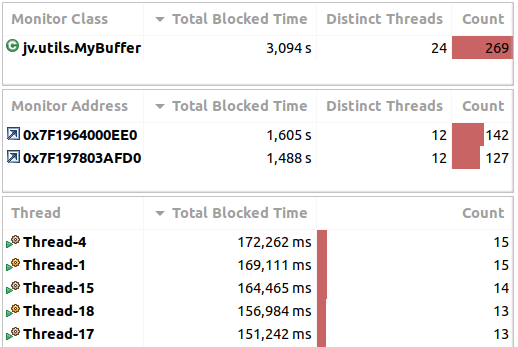 Monitor Class Total Blocked Time Distinct Threads Count
jv.utils.MyBuffer 3,094 s 24 269
Monitor Address Total Blocked Time Distinct Threads Count
0x7F1964000EE0 1,605 s 12 142
0x7F197803AFD0 1,488 s 12 127
Thread Total Blocked Time Count
Thread-4 172,262 ms 15
Thread-1 169,111 ms 15
Thread-15 164,465 ms 14
Thread-18 156,984 ms 13
Thread-17 151,242 ms 13